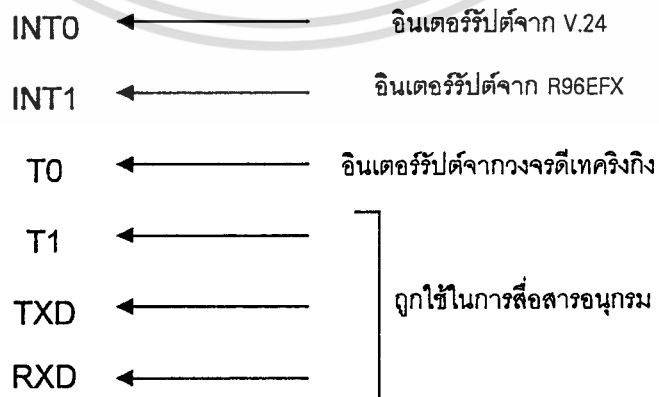 INT0 อินเตอร์รัปต์จาก V.24
INT1 อินเตอร์รัปต์จาก R96EFX
T0 อินเตอร์รัปต์จากวงจรดีเทคริงกิง
T1
ถูกใช้ในการสื่อสารอนุกรม
TXD
RXD